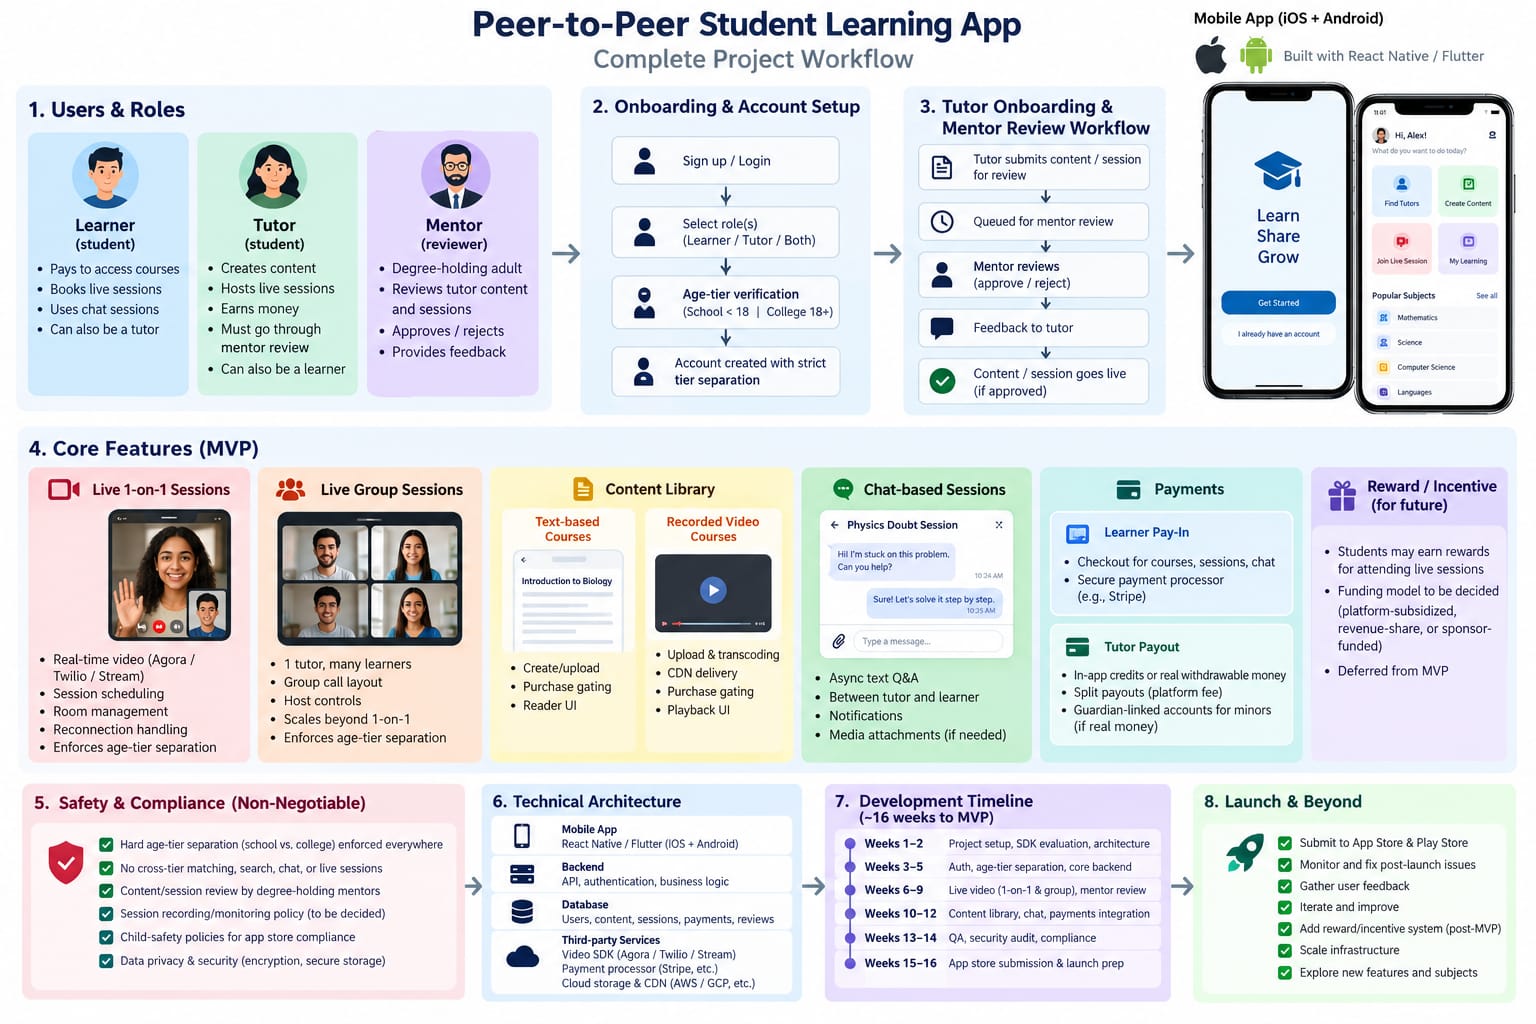 Peer-to-Peer Student Learning App
Complete Project Workflow
Mobile App (iOS + Android)
Built with React Native / Flutter
1. Users & Roles
Learner
(student)
• Pays to access courses
• Books live sessions
• Uses chat sessions
• Can also be a tutor
Tutor
(student)
• Creates content
• Hosts live sessions
• Earns money
• Must go through
mentor review
• Can also be a learner
Mentor
(reviewer)
• Degree-holding adult
• Reviews tutor content
and sessions
• Approves / rejects
• Provides feedback
2. Onboarding & Account Setup
Sign up / Login
Select role(s)
(Learner / Tutor / Both)
Age-tier verification
(School < 18 | College 18+)
Account created with strict
tier separation
3. Tutor Onboarding &
Mentor Review Workflow
Tutor submits content / session
for review
Queued for mentor review
Mentor reviews
(approve / reject)
Feedback to tutor
Content / session goes live
(if approved)
Learn
Share
Grow
Get Started
I already have an account
Hi, Alex!
What do you want to do today?
Find Tutors
Create Content
Join Live Session
My Learning
Popular Subjects
See all
Mathematics
Science
Computer Science
Languages
4. Core Features (MVP)
Live 1-on-1 Sessions
• Real-time video (Agora /
Twilio / Stream)
• Session scheduling
• Room management
• Reconnection handling
• Enforces age-tier separation
Live Group Sessions
• 1 tutor, many learners
• Group call layout
• Host controls
• Scales beyond 1-on-1
• Enforces age-tier separation
Content Library
Text-based
Courses
Introduction to Biology
• Create/upload
• Purchase gating
• Reader UI
Recorded Video
Courses
• Upload & transcoding
• CDN delivery
• Purchase gating
• Playback UI
Chat-based Sessions
Physics Doubt Session
Hi! I'm stuck on this problem.
Can you help?
10:24 AM
Sure! Let's solve it step by step.
10:25 AM
Type a message...
• Async text Q&A
• Between tutor and learner
• Notifications
• Media attachments (if needed)
Payments
Learner Pay-In
• Checkout for courses, sessions, chat
• Secure payment processor
(e.g., Stripe)
Tutor Payout
• In-app credits or real withdrawable money
• Split payouts (platform fee)
• Guardian-linked accounts for minors
(if real money)
Reward / Incentive
(for future)
• Students may earn rewards
for attending live sessions
• Funding model to be decided
(platform-subsidized,
revenue-share, or sponsor-
funded)
• Deferred from MVP
5. Safety & Compliance (Non-Negotiable)
Hard age-tier separation (school vs. college) enforced everywhere
No cross-tier matching, search, chat, or live sessions
Content/session review by degree-holding mentors
Session recording/monitoring policy (to be decided)
Child-safety policies for app store compliance
Data privacy & security (encryption, secure storage)
6. Technical Architecture
Mobile App
React Native / Flutter (iOS + Android)
Backend
API, authentication, business logic
Database
Users, content, sessions, payments, reviews
Third-party Services
Video SDK (Agora / Twilio / Stream)
Payment processor (Stripe, etc.)
Cloud storage & CDN (AWS / GCP, etc.)
7. Development Timeline
(~16 weeks to MVP)
Weeks 1–2 Project setup, SDK evaluation, architecture
Weeks 3–5 Auth, age-tier separation, core backend
Weeks 6–9 Live video (1-on-1 & group), mentor review
Weeks 10–12 Content library, chat, payments integration
Weeks 13–14 QA, security audit, compliance
Weeks 15–16 App store submission & launch prep
8. Launch & Beyond
Submit to App Store & Play Store
Monitor and fix post-launch issues
Gather user feedback
Iterate and improve
Add reward/incentive system (post-MVP)
Scale infrastructure
Explore new features and subjects